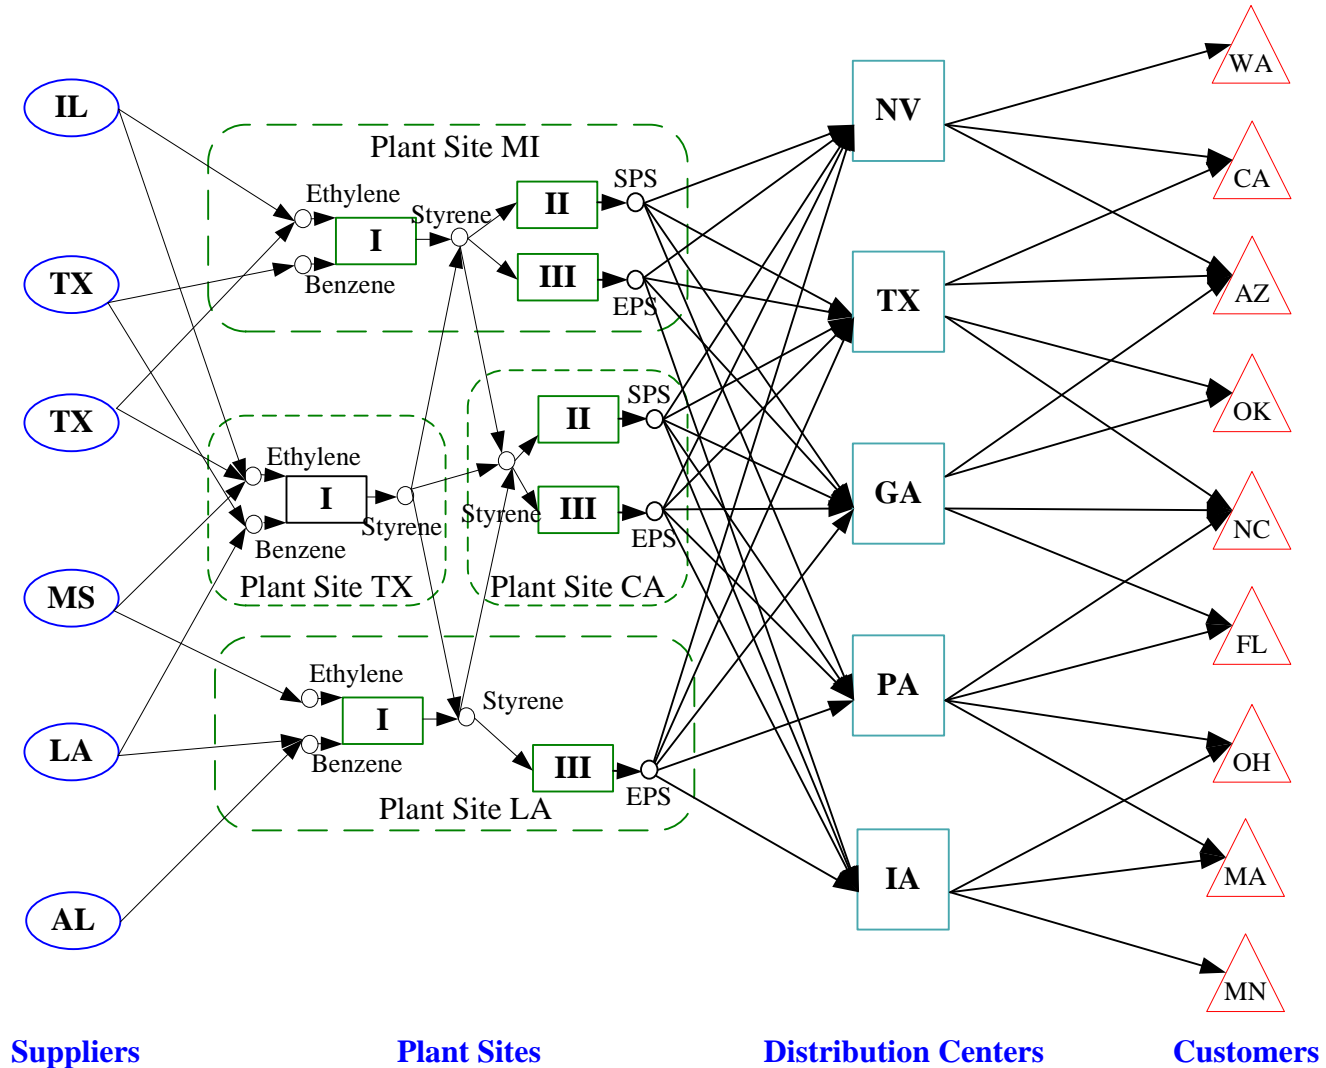 IL
TX
TX
MS
LA
AL
Plant Site MI
Ethylene
I
Benzene
Styrene
II
SPS
III
EPS
Ethylene
I
Benzene
Styrene
Plant Site TX
Styrene
II
SPS
III
EPS
Plant Site CA
Ethylene
I
Benzene
Styrene
III
EPS
Plant Site LA
NV
TX
GA
PA
IA
WA
CA
AZ
OK
NC
FL
OH
MA
MN
Suppliers
Plant Sites
Distribution Centers
Customers